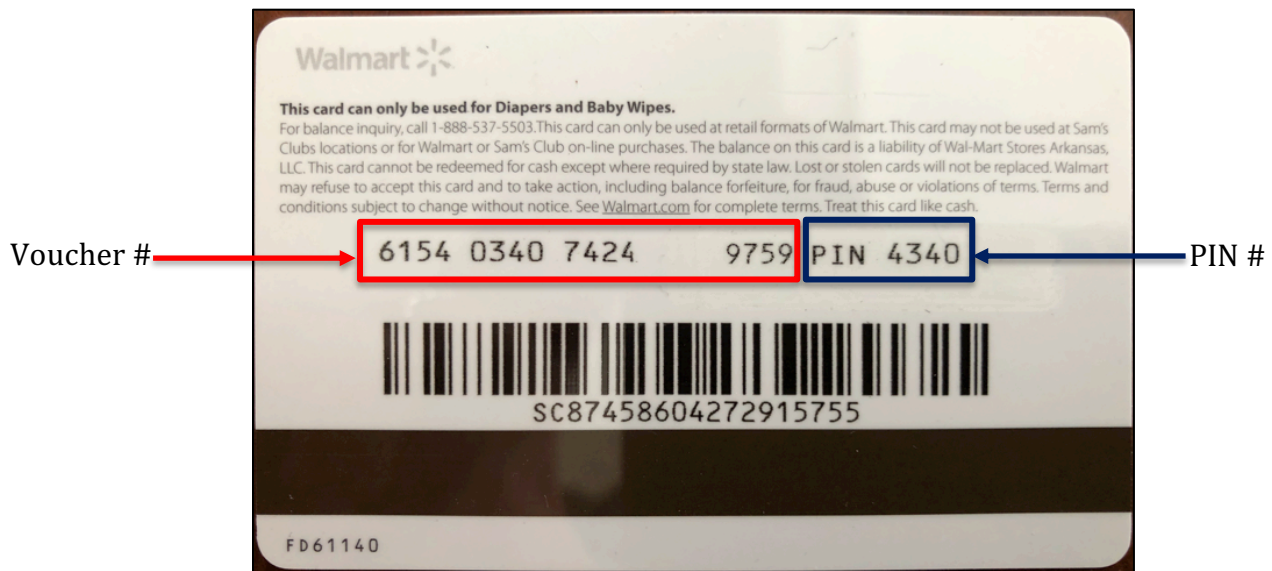 Walmart
This card can only be used for Diapers and Baby Wipes.
For balance inquiry, call 1-888-537-5503.This card can only be used at retail formats of Walmart. This card may not be used at Sam's
Clubs locations or for Walmart or Sam's Club on-line purchases. The balance on this card is a liability of Wal-Mart Stores Arkansas,
LLC. This card cannot be redeemed for cash except where required by state law. Lost or stolen cards will not be replaced. Walmart
may refuse to accept this card and to take action, including balance forfeiture, for fraud, abuse or violations of terms. Terms and
conditions subject to change without notice. See Walmart.com for complete terms. Treat this card like cash.
Voucher # 6154 0340 7424 9759 PIN 4340 PIN #
SC87458604272915755
FD61140